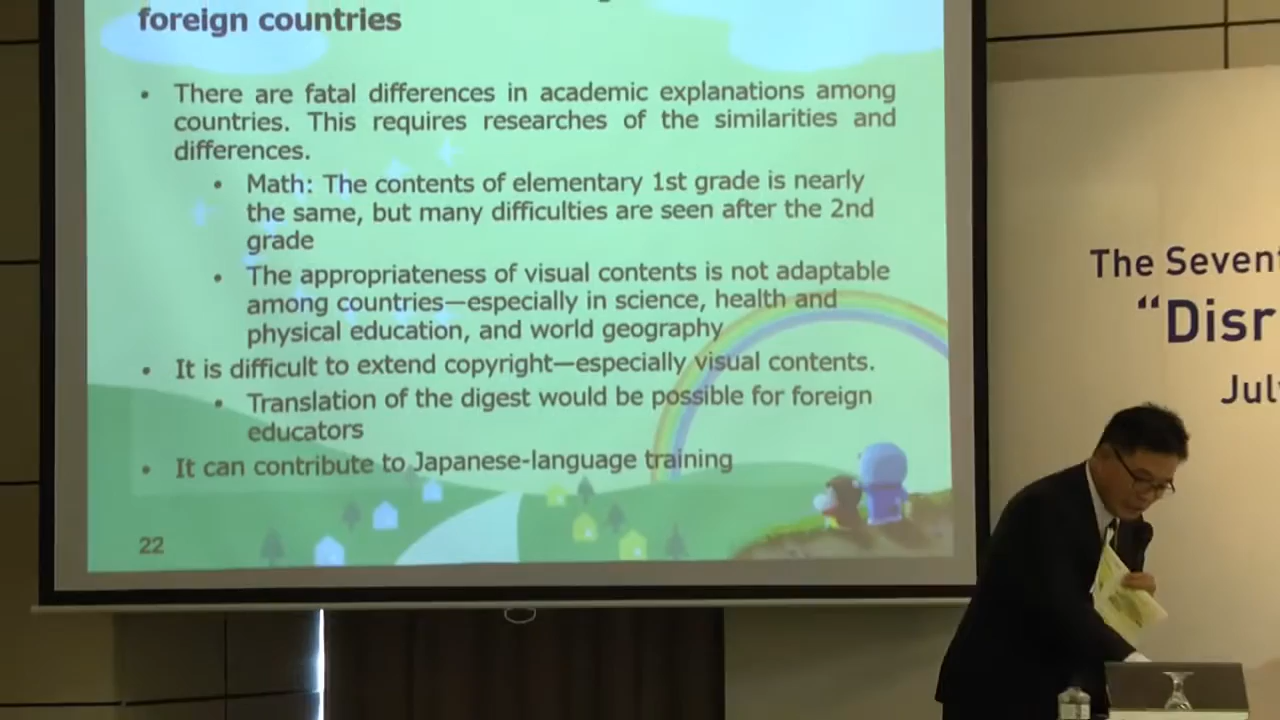 foreign countries
• There are fatal differences in academic explanations among
countries. This requires researches of the similarities and
differences.
• Math: The contents of elementary 1st grade is nearly
the same, but many difficulties are seen after the 2nd
grade
• The appropriateness of visual contents is not adaptable
among countries—especially in science, health and
physical education, and world geography
• It is difficult to extend copyright—especially visual contents.
• Translation of the digest would be possible for foreign
educators
• It can contribute to Japanese-language training
22
The Seven
“Disr
Jul